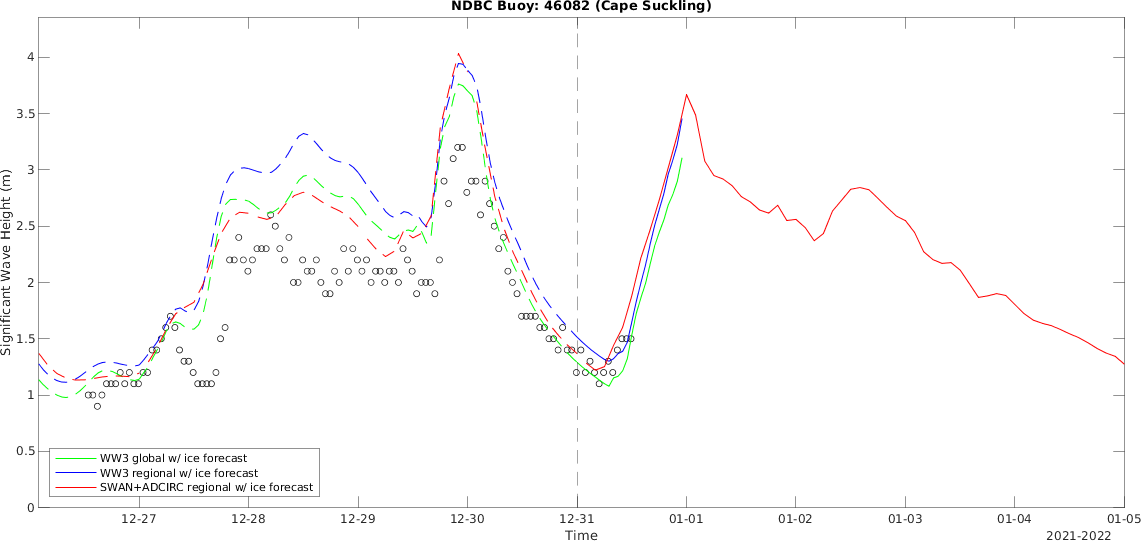 NDBC Buoy: 46082 (Cape Suckling)
Significant Wave Height (m)
4
3.5
3
2.5
2
1.5
1
0.5
0
WW3 global w/ ice forecast
WW3 regional w/ ice forecast
SWAN+ADCIRC regional w/ ice forecast
12-27 12-28 12-29 12-30 12-31 01-01 01-02 01-03 01-04 01-05
Time
2021-2022